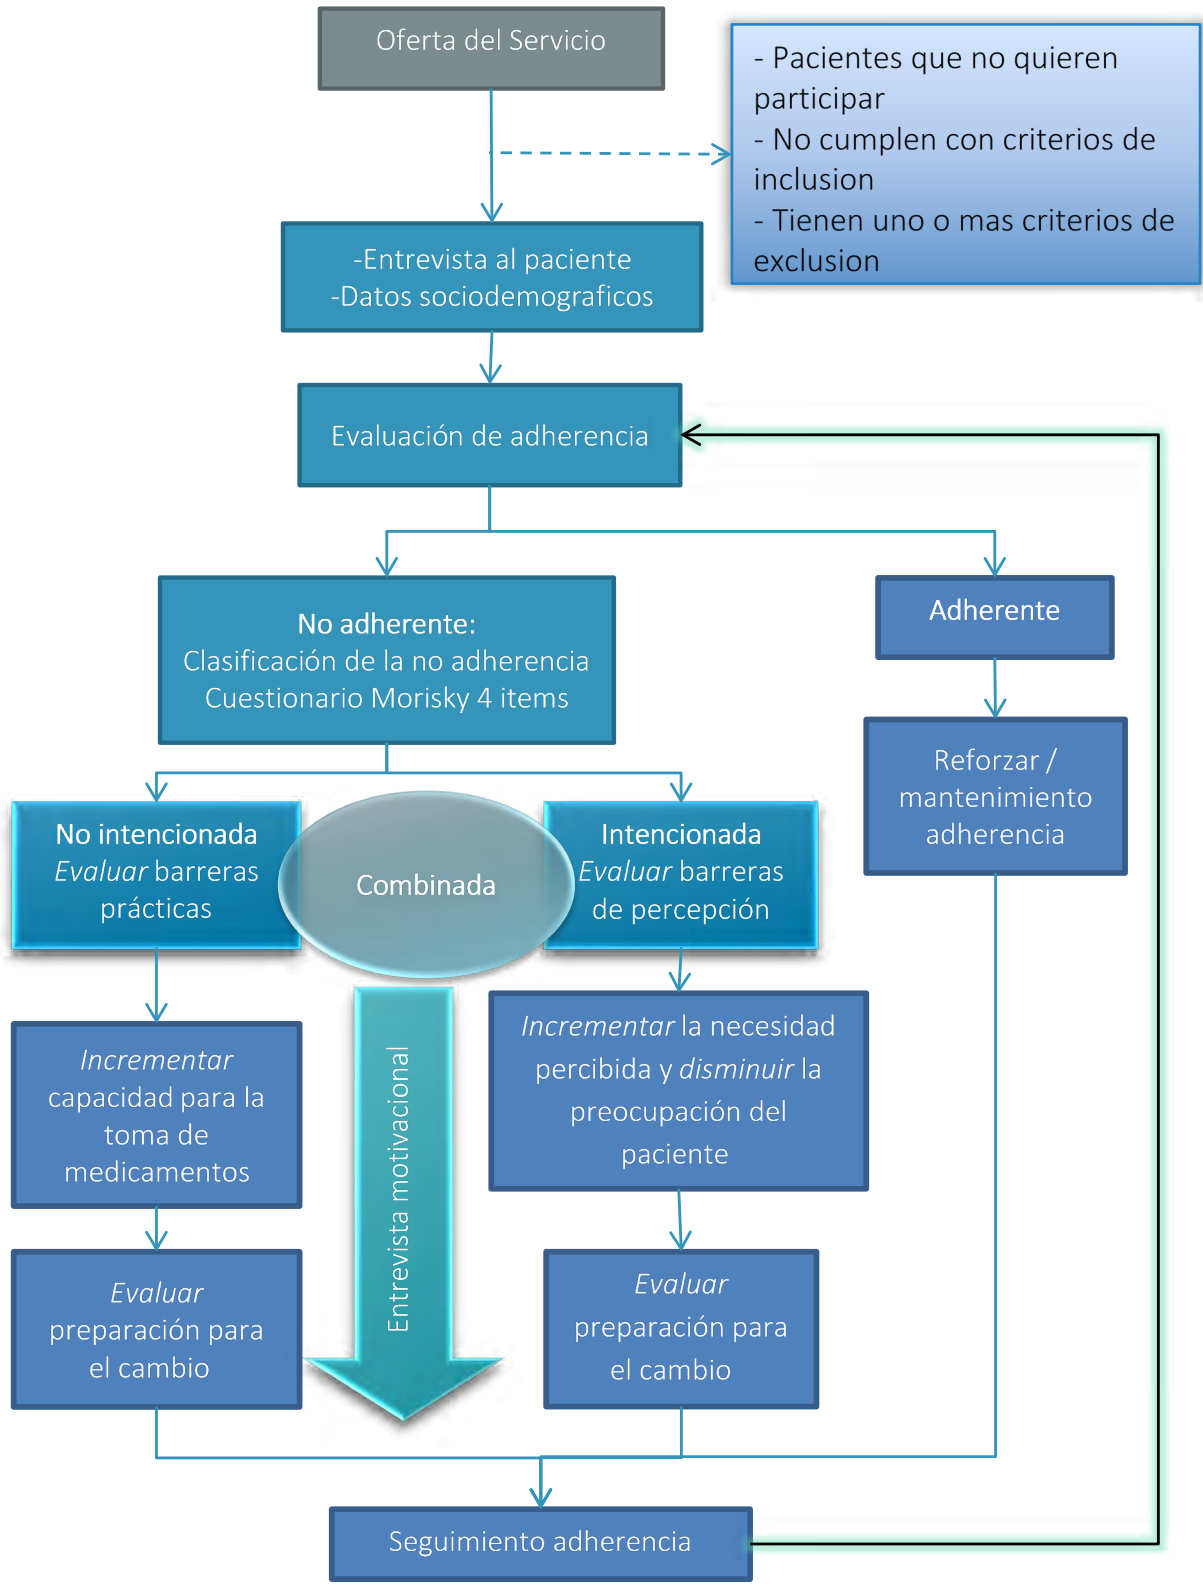 Oferta del Servicio
- Pacientes que no quieren
participar
- No cumplen con criterios de
inclusion
- Tienen uno o mas criterios de
exclusion
-Entrevista al paciente
-Datos sociodemograficos
Evaluación de adherencia
No adherente:
Clasificación de la no adherencia
Cuestionario Morisky 4 items
Adherente
Reforzar /
mantenimiento
adherencia
No intencionada
Evaluar barreras
prácticas
Combinada
Intencionada
Evaluar barreras
de percepción
Incrementar
capacidad para la
toma de
medicamentos
Entrevista motivacional
Incrementar la necesidad
percibida y disminuir la
preocupación del
paciente
Evaluar
preparación para
el cambio
Evaluar
preparación para
el cambio
Seguimiento adherencia